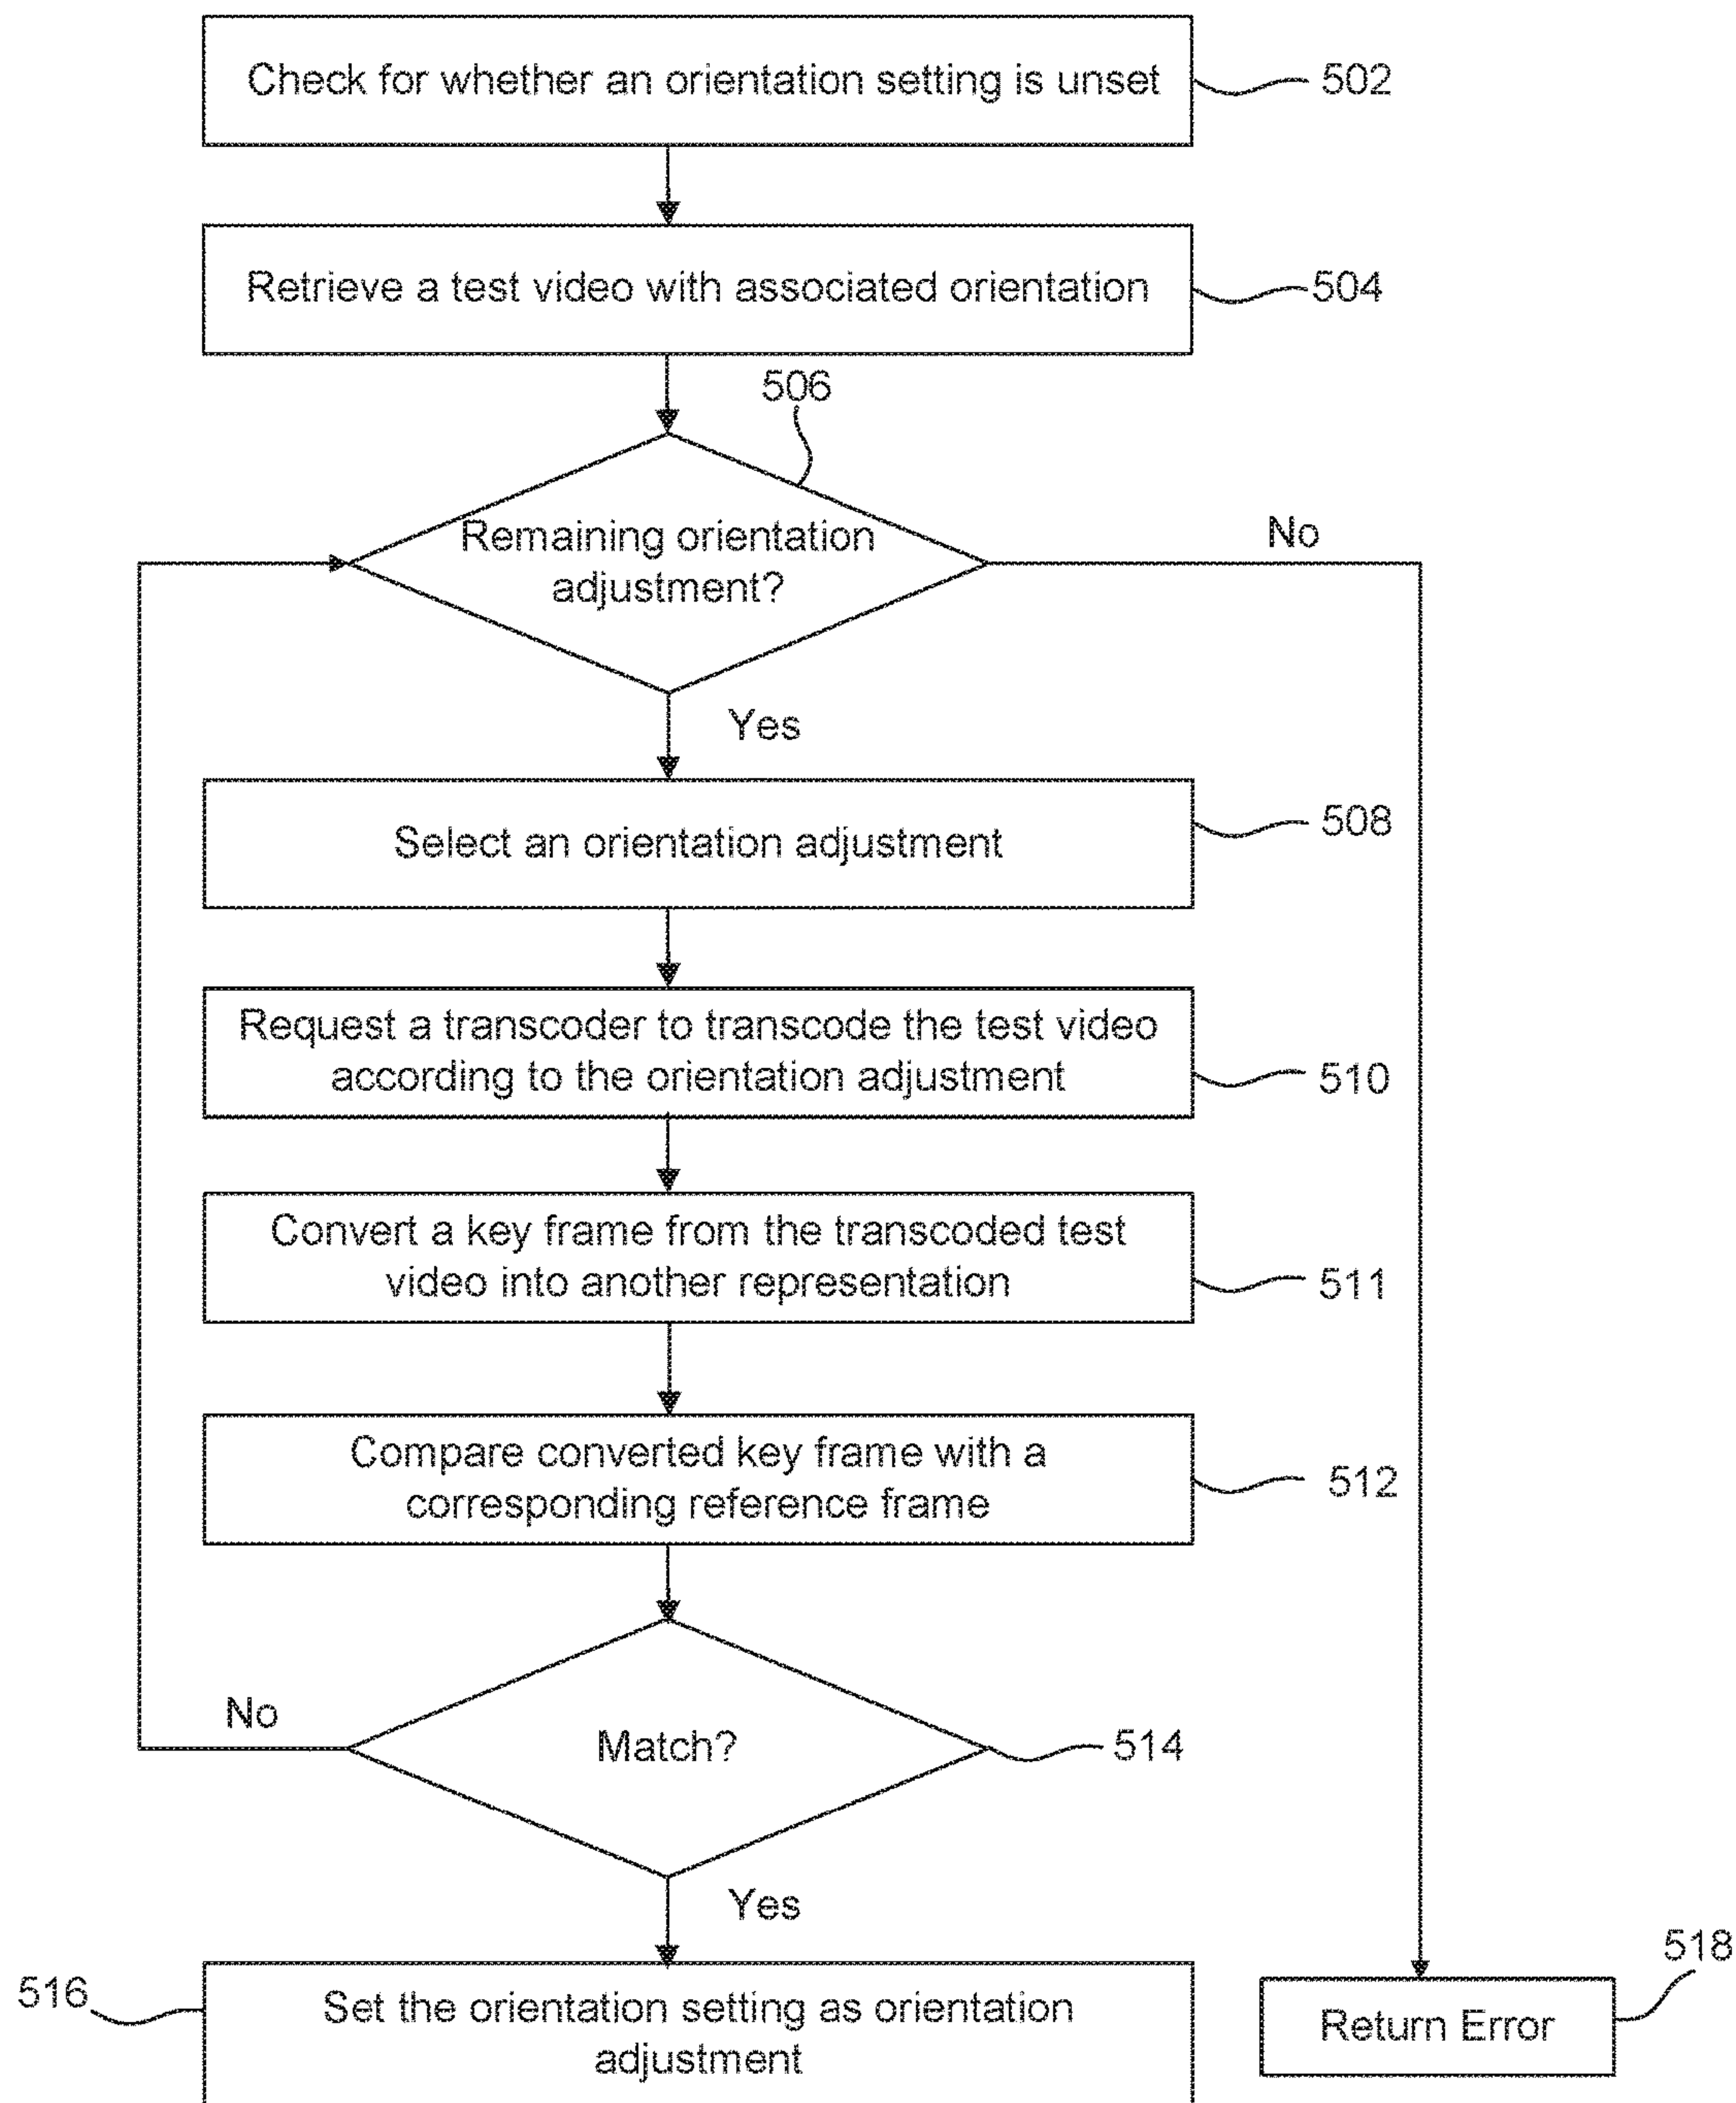 Check for whether an orientation setting is unset
502
Retrieve a test video with associated orientation
504
506
Remaining orientation
adjustment?
No
Yes
Select an orientation adjustment
508
Request a transcoder to transcode the test video
according to the orientation adjustment
510
Convert a key frame from the transcoded test
video into another representation
511
Compare converted key frame with a
corresponding reference frame
512
No
Match?
514
Yes
516
Set the orientation setting as orientation
adjustment
518
Return Error